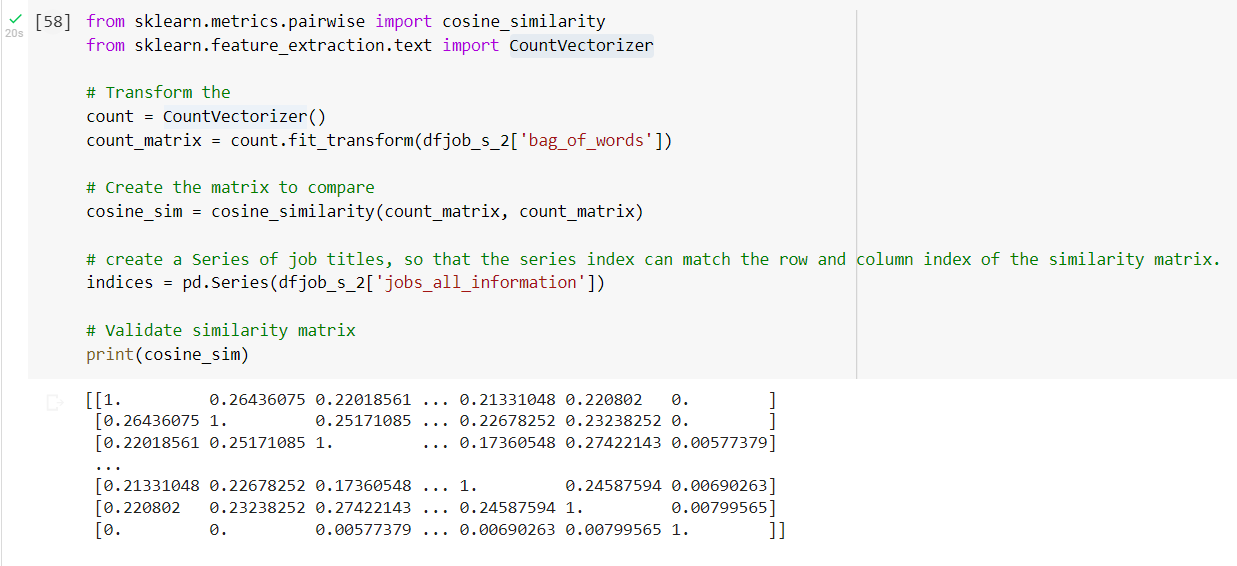 [58] from sklearn.metrics.pairwise import cosine_similarity
20s from sklearn.feature_extraction.text import CountVectorizer
# Transform the
count = CountVectorizer()
count_matrix = count.fit_transform(dfjob_s_2['bag_of_words'])
# Create the matrix to compare
cosine_sim = cosine_similarity(count_matrix, count_matrix)
# create a Series of job titles, so that the series index can match the row and column index of the similarity matrix.
indices = pd.Series(dfjob_s_2['jobs_all_information'])
# Validate similarity matrix
print(cosine_sim)
[[1.         0.26436075 0.22018561 ... 0.21331048 0.220802   0.        ]
 [0.26436075 1.         0.25171085 ... 0.22678252 0.23238252 0.        ]
 [0.22018561 0.25171085 1.         ... 0.17360548 0.27422143 0.00577379]
 ...
 [0.21331048 0.22678252 0.17360548 ... 1.         0.24587594 0.00690263]
 [0.220802   0.23238252 0.27422143 ... 0.24587594 1.         0.00799565]
 [0.         0.         0.00577379 ... 0.00690263 0.00799565 1.        ]]